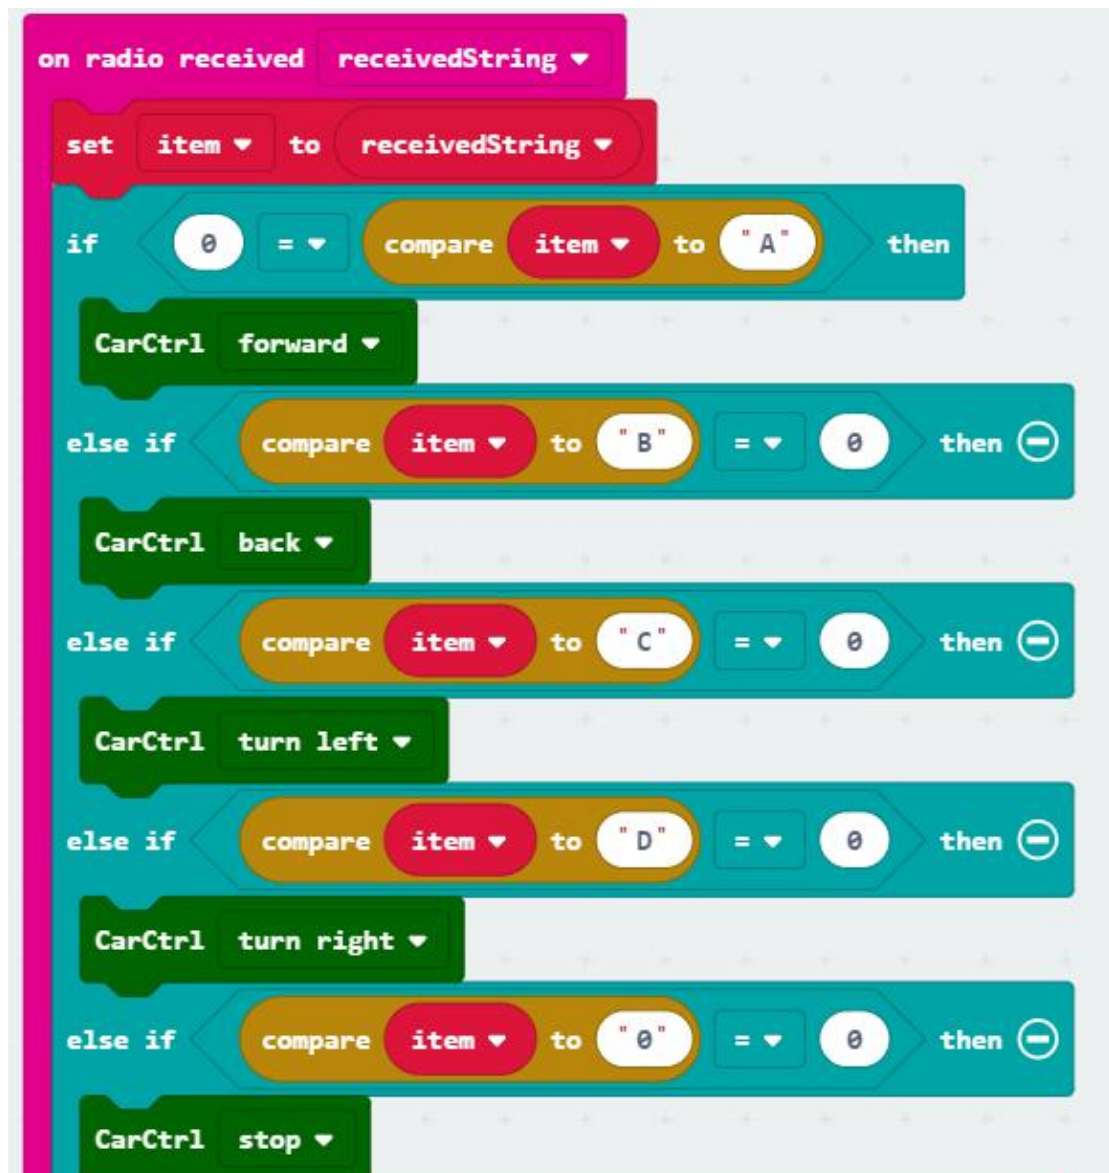 on radio received receivedString
set item to receivedString
if 0 = compare item to "A" then
CarCtrl forward
else if compare item to "B" = 0 then
CarCtrl back
else if compare item to "C" = 0 then
CarCtrl turn left
else if compare item to "D" = 0 then
CarCtrl turn right
else if compare item to "0" = 0 then
CarCtrl stop